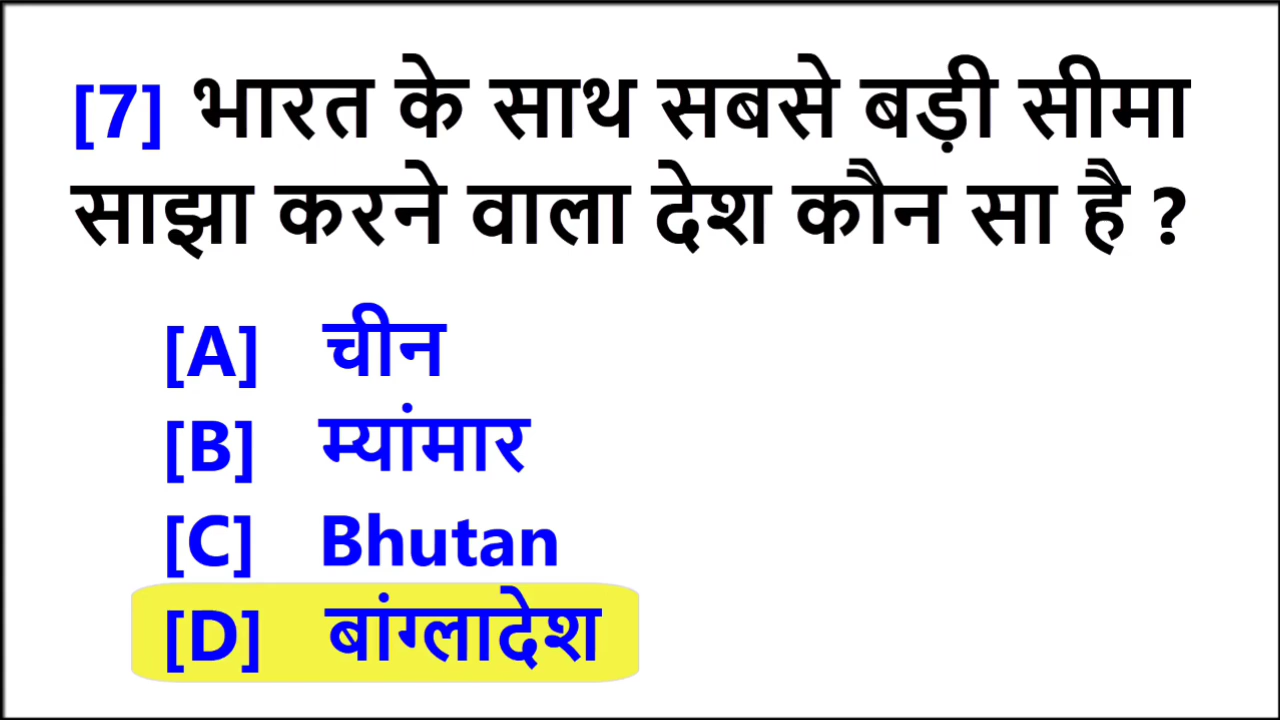 [7] भारत के साथ सबसे बड़ी सीमा
साझा करने वाला देश कौन सा है ?
[A] चीन
[B] म्यांमार
[C] Bhutan
[D] बांग्लादेश